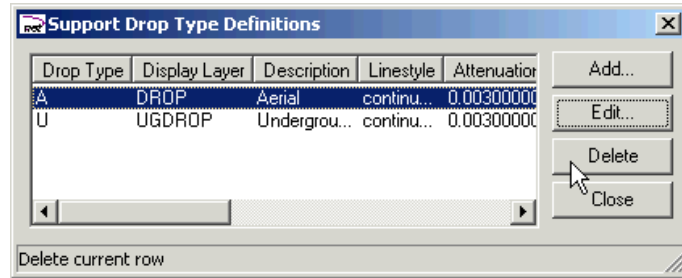 Support Drop Type Definitions
Drop Type Display Layer Description Linestyle Attenuation
A DROP Aerial continu... 0.00300000
U UGDROP Undergrou... continu... 0.00300000
Add...
Edit...
Delete
Close
Delete current row